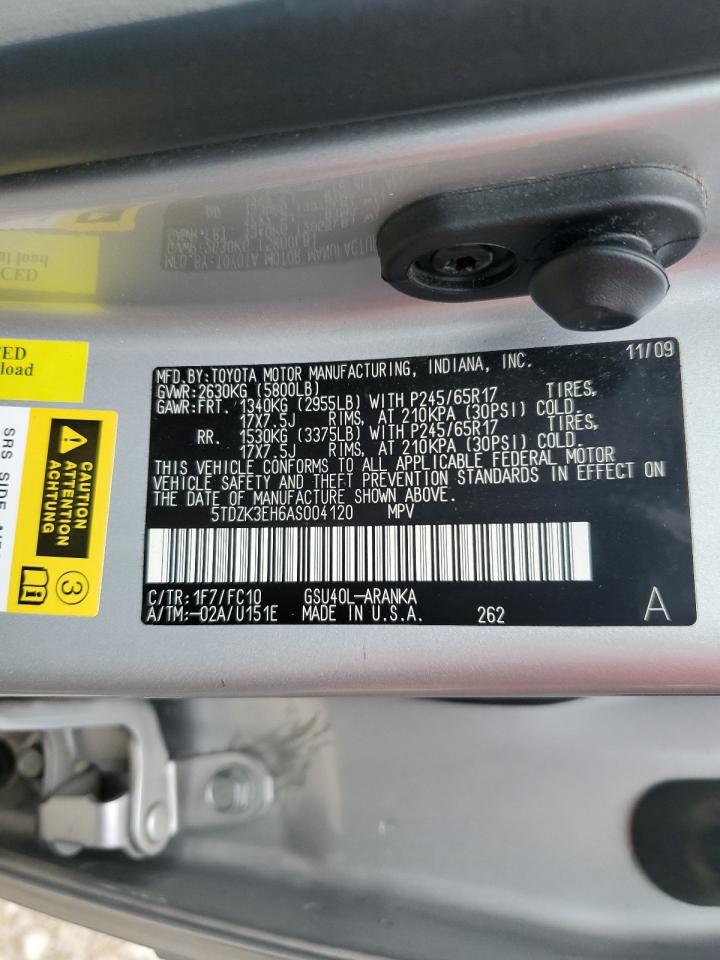 MFD.BY:TOYOTA MOTOR MANUFACTURING, INDIANA, INC. 11/09
GVWR:2630KG (5800LB)
GAWR:FRT. 1340KG (2955LB) WITH P245/65R17 TIRES,
17X7.5J RIMS, AT 210KPA (30PSI) COLD.
RR. 1530KG (3375LB) WITH P245/65R17 TIRES,
17X7.5J RIMS, AT 210KPA (30PSI) COLD.
THIS VEHICLE CONFORMS TO ALL APPLICABLE FEDERAL MOTOR
VEHICLE SAFETY AND THEFT PREVENTION STANDARDS IN EFFECT ON
THE DATE OF MANUFACTURE SHOWN ABOVE.
5TDZK3EH6AS004120 MPV
C/TR:1F7/FC10 GSU40L-ARANKA
A/TM:-02A/U151E MADE IN U.S.A. 262 A
load
CAUTION
ATTENTION
ACHTUNG
3
SRS SIDE